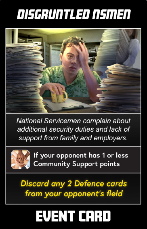 DISGRUNTLED NSMEN
National Servicemen complain about
additional security duties and lack of
support from family and employers.
If your opponent has 1 or less
Community Support points
Discard any 2 Defence cards
from your opponent's field
EVENT CARD